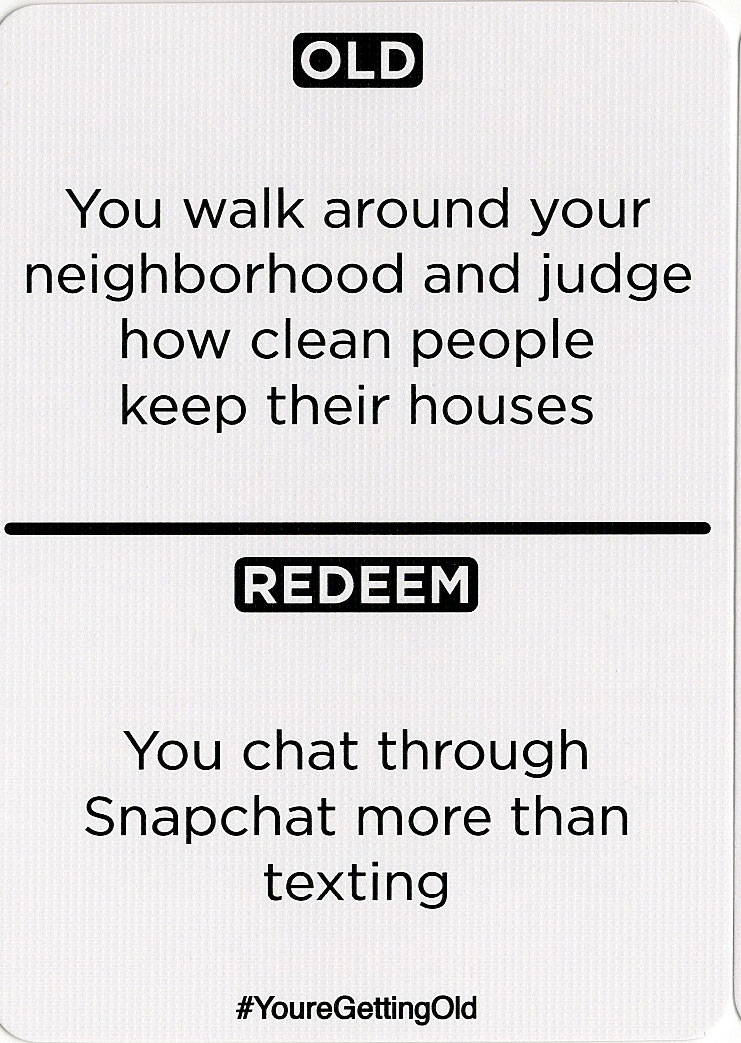 OLD
You walk around your
neighborhood and judge
how clean people
keep their houses
REDEEM
You chat through
Snapchat more than
texting
#YoureGettingOld